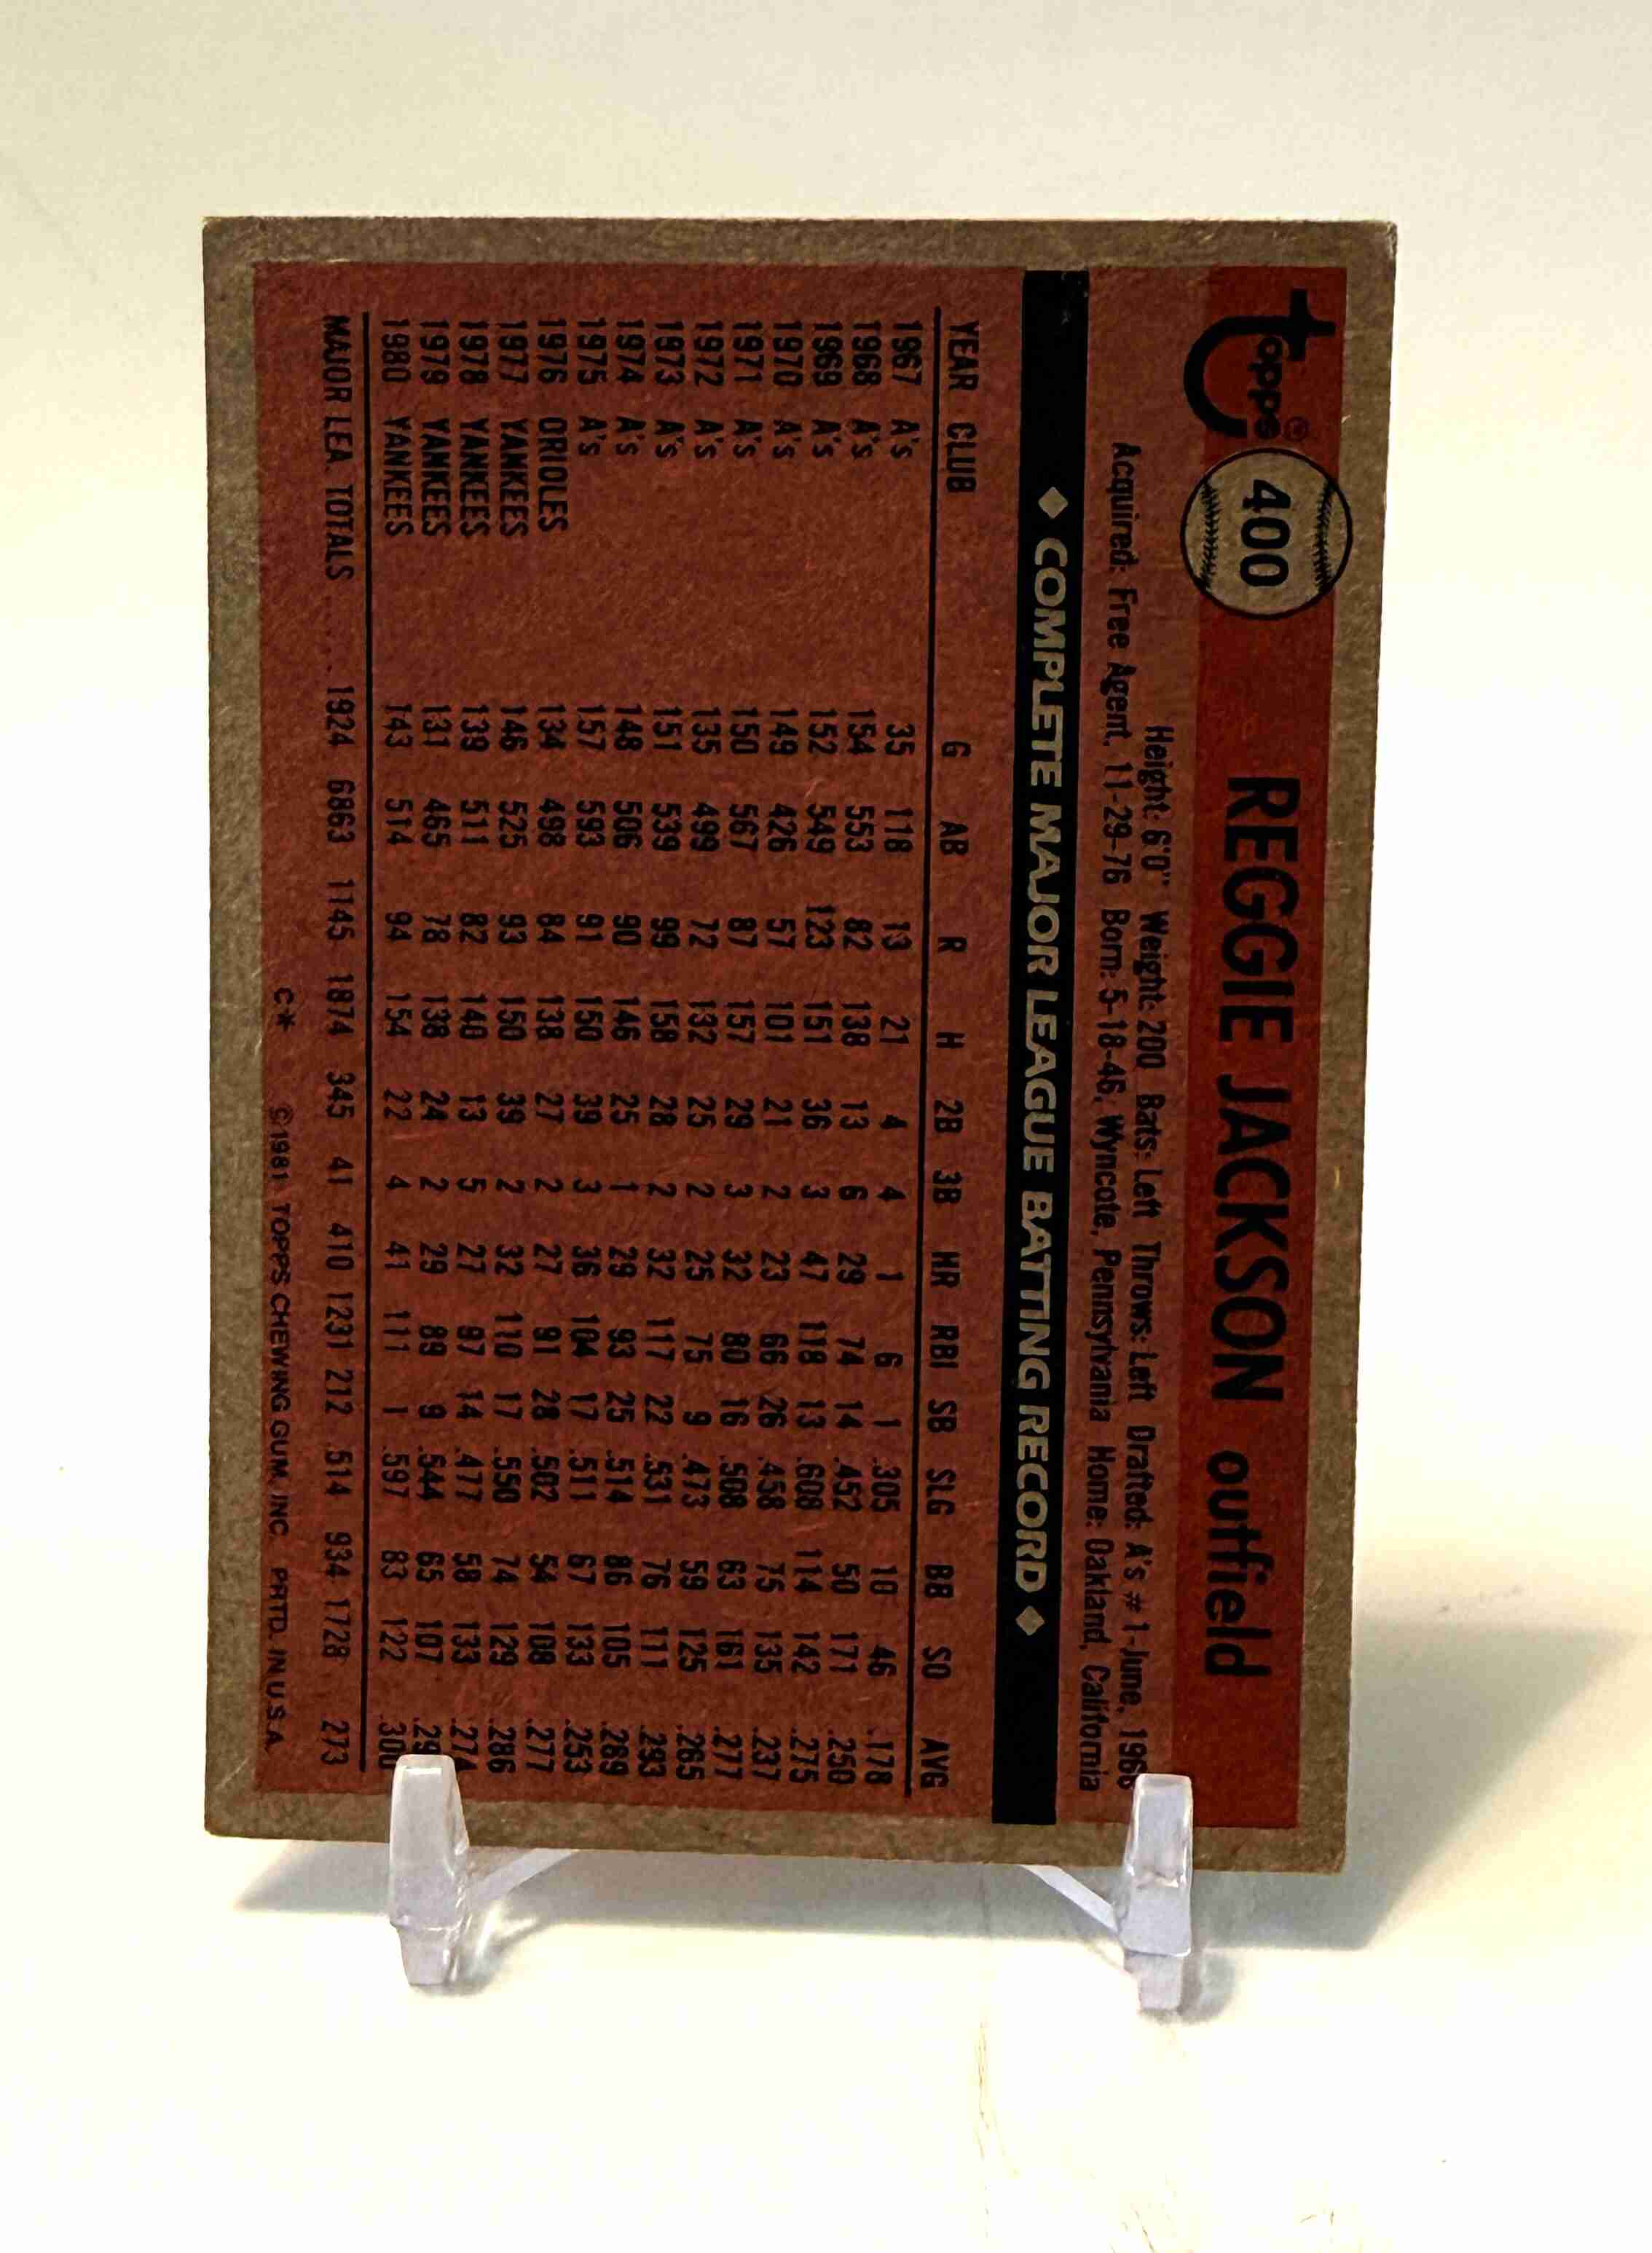 topps®
400
REGGIE JACKSON outfield
Height: 6'0" Weight: 200 Bats: Left Throws: Left Drafted: A's #1-June, 1966
Acquired: Free Agent, 11-29-76 Born: 5-18-46, Wyncote, Pennsylvania Home: Oakland, California
COMPLETE MAJOR LEAGUE BATTING RECORD
YEAR CLUB G AB R H 2B 3B HR RBI SB SLG BB SO AVG
1967 A's 35 118 13 21 4 4 1 6 1 .305 10 46 .178
1968 A's 154 553 82 138 13 6 29 74 14 .452 50 171 .250
1969 A's 152 549 123 151 36 3 47 118 13 .608 114 142 .275
1970 A's 149 426 57 101 21 2 23 66 26 .458 75 135 .237
1971 A's 150 567 87 157 29 3 32 80 16 .508 63 161 .277
1972 A's 135 499 72 132 25 2 25 75 9 .473 59 125 .265
1973 A's 151 539 99 158 28 2 32 117 22 .531 76 111 .293
1974 A's 148 506 90 146 25 1 29 93 25 .514 86 105 .289
1975 A's 157 593 91 150 39 3 36 104 17 .511 67 133 .253
1976 ORIOLES 134 498 84 138 27 2 27 91 28 .502 54 108 .277
1977 YANKEES 146 525 93 150 39 2 32 110 17 .550 74 129 .286
1978 YANKEES 139 511 82 140 13 5 27 97 14 .477 58 133 .274
1979 YANKEES 131 465 78 138 24 2 29 89 9 .544 65 107
1980 YANKEES 143 514 94 154 22 4 41 111 1 .597 83 122 .300
MAJOR LEA. TOTALS ..... 1924 6863 1145 1874 345 41 410 1231 212 .514 934 1728 .273
C* ©1981 TOPPS CHEWING GUM, INC. PRTD. IN U.S.A.